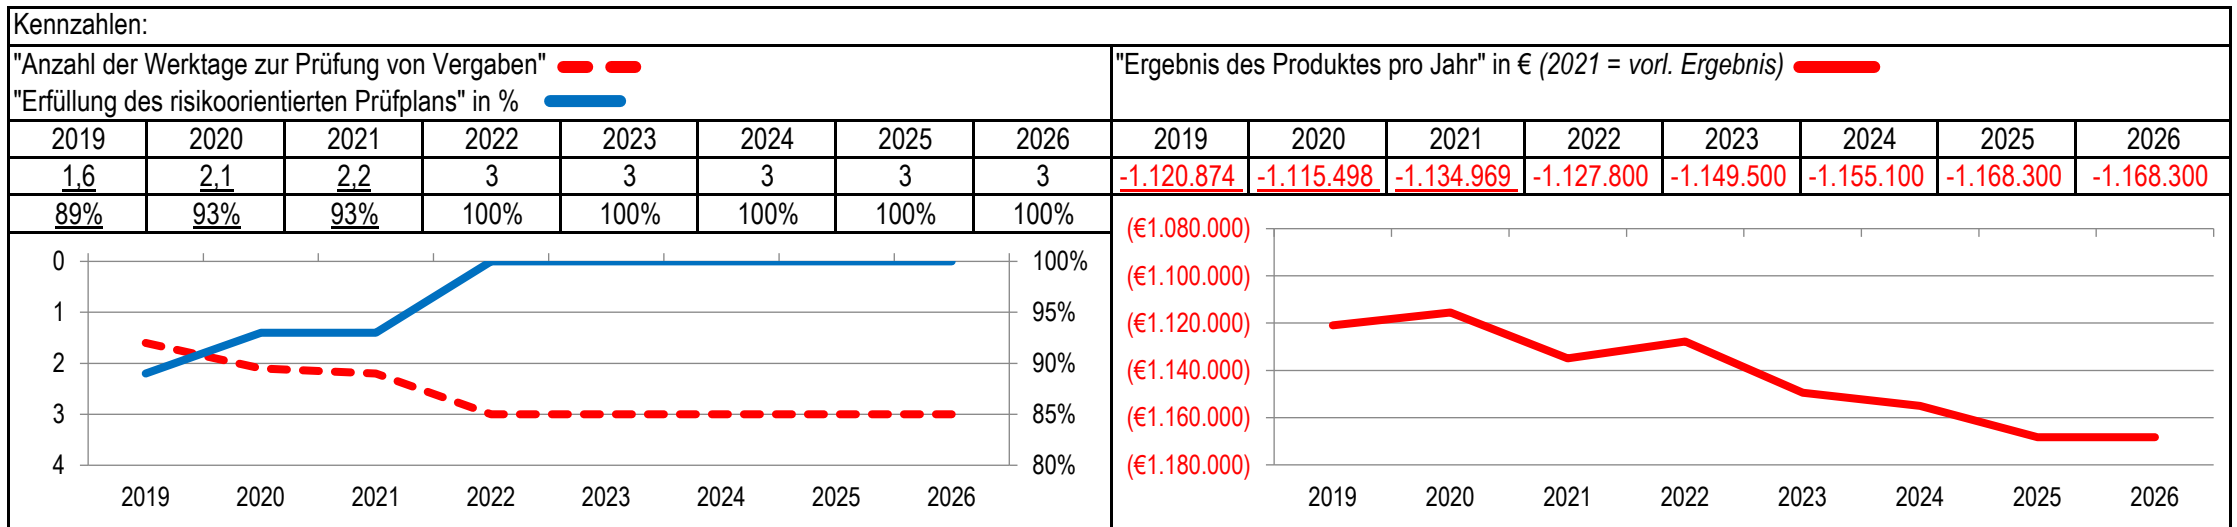 Kennzahlen:
"Anzahl der Werktage zur Prüfung von Vergaben"
"Erfüllung des risikoorientierten Prüfplans" in %
"Ergebnis des Produktes pro Jahr" in € (2021 = vorl. Ergebnis)
2019 2020 2021 2022 2023 2024 2025 2026 2019 2020 2021 2022 2023 2024 2025 2026
1,6 2,1 2,2 3 3 3 3 3 -1.120.874 -1.115.498 -1.134.969 -1.127.800 -1.149.500 -1.155.100 -1.168.300 -1.168.300
89% 93% 93% 100% 100% 100% 100% 100%
0 100%
1 95%
2 90%
3 85%
4 80%
2019 2020 2021 2022 2023 2024 2025 2026
(€1.080.000)
(€1.100.000)
(€1.120.000)
(€1.140.000)
(€1.160.000)
(€1.180.000)
2019 2020 2021 2022 2023 2024 2025 2026